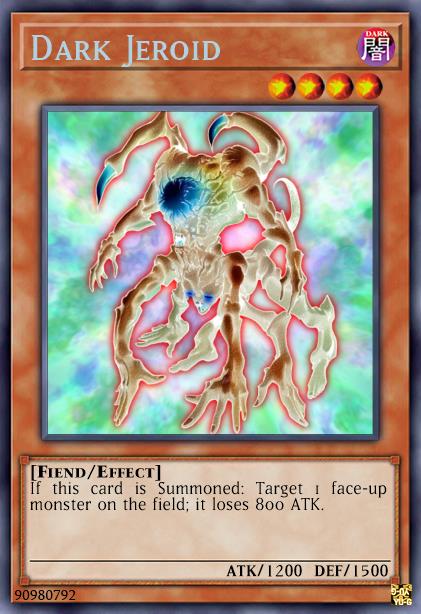 Dark Jeroid
DARK
闇
[Fiend/Effect]
If this card is Summoned: Target 1 face-up
monster on the field; it loses 800 ATK.
ATK/1200 DEF/1500
90980792